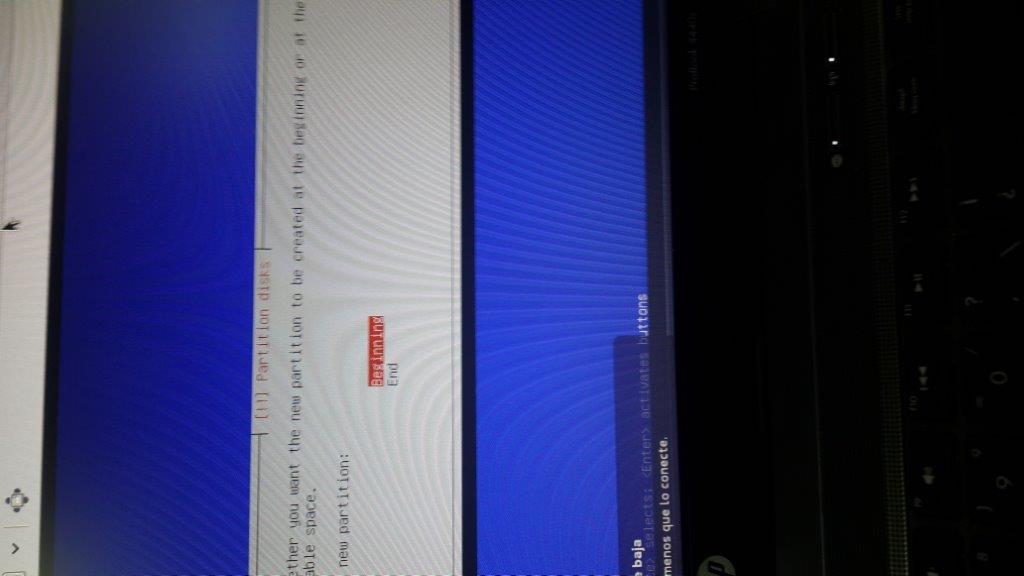 [!!] Partition disks
ether you want the new partition to be created at the beginning or at the
able space.
new partition:
Beginning
End
e baja
selects; <Enter> activates buttons
menos que lo conecte.